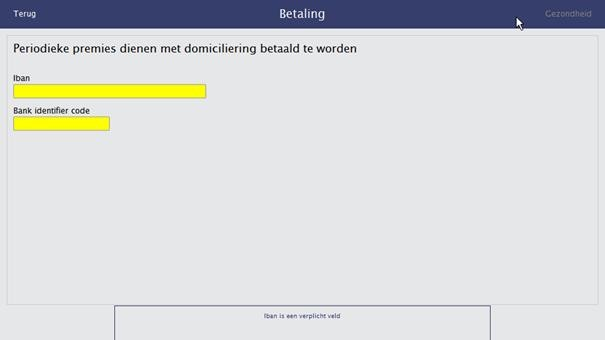 Terug
Betaling
Gezondheid
Periodieke premies dienen met domiciliering betaald te worden
Iban
Bank identifier code
Iban is een verplicht veld